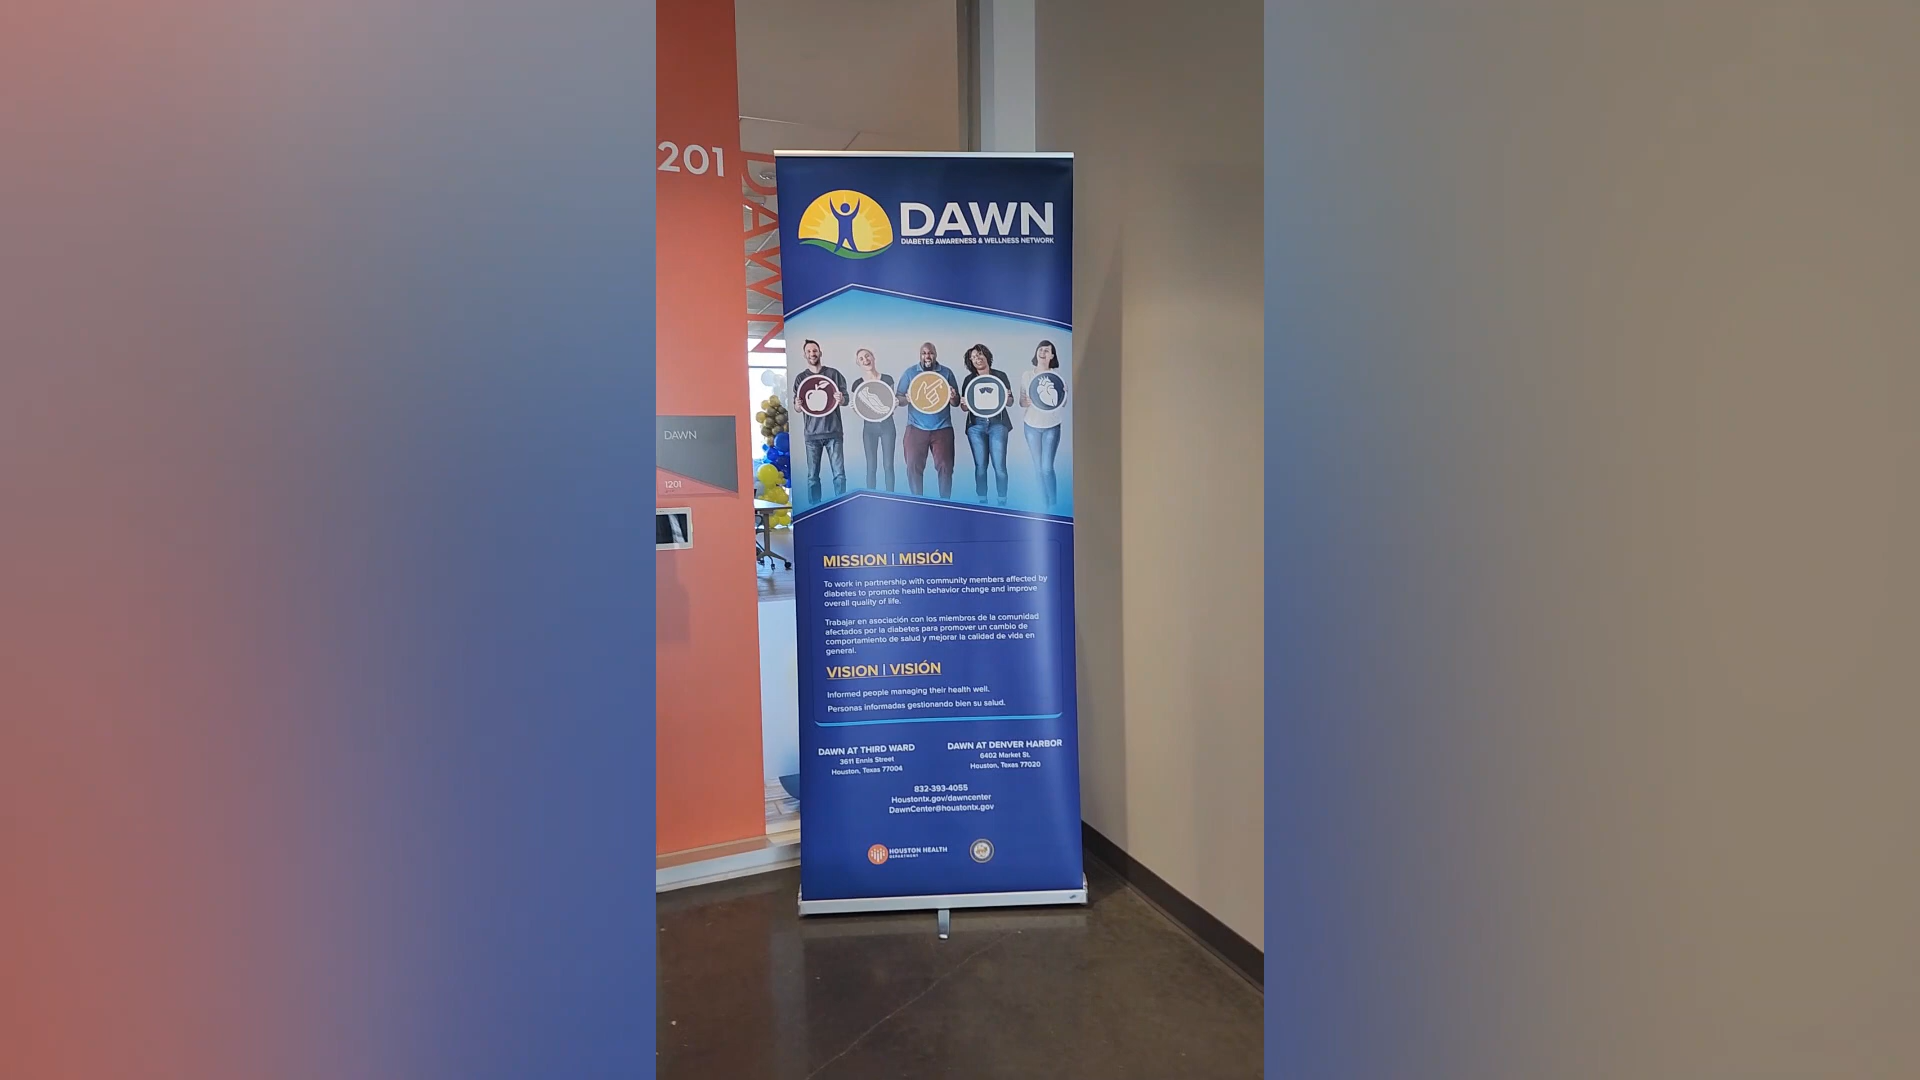 1201
DAWN
DAWN
1201
DAWN
DIABETES AWARENESS & WELLNESS NETWORK
MISSION | MISIÓN
To work in partnership with community members affected by
diabetes to promote health behavior change and improve
overall quality of life.
Trabajar en asociación con los miembros de la comunidad
afectados por la diabetes para promover un cambio de
comportamiento de salud y mejorar la calidad de vida en
general.
VISION | VISIÓN
Informed people managing their health well.
Personas informadas gestionando bien su salud.
DAWN AT THIRD WARD
3611 Ennis Street
Houston, Texas 77004
DAWN AT DENVER HARBOR
6402 Market St.
Houston, Texas 77020
832-393-4055
Houstontx.gov/dawncenter
DawnCenter@houstontx.gov
HOUSTON HEALTH
DEPARTMENT